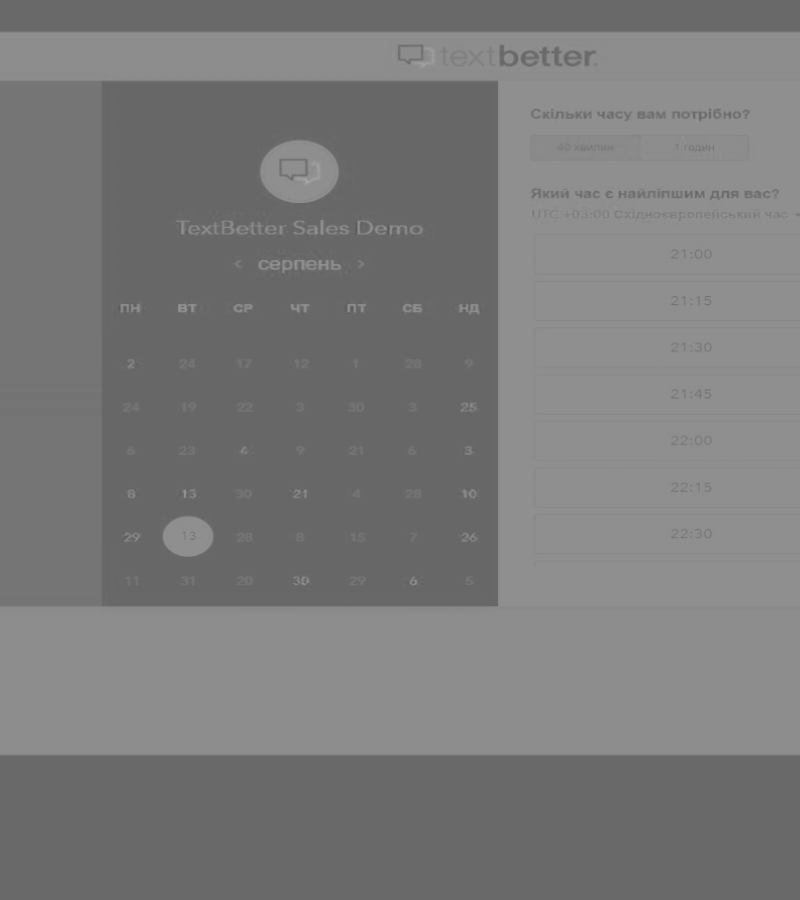 textbetter.
TextBetter Sales Demo
‹ серпень ›
ПН ВТ СР ЧТ ПТ СБ НД
2 24 17 12 1 28 9
24 19 22 3 30 3 25
6 23 4 9 21 6 3
8 13 30 21 4 28 10
29 13 28 8 15 7 26
11 31 20 30 29 6 5
Скільки часу вам потрібно?
40 хвилин 1 годин
Який час є найліпшим для вас?
UTC +03:00 Східноєвропейський час
21:00
21:15
21:30
21:45
22:00
22:15
22:30